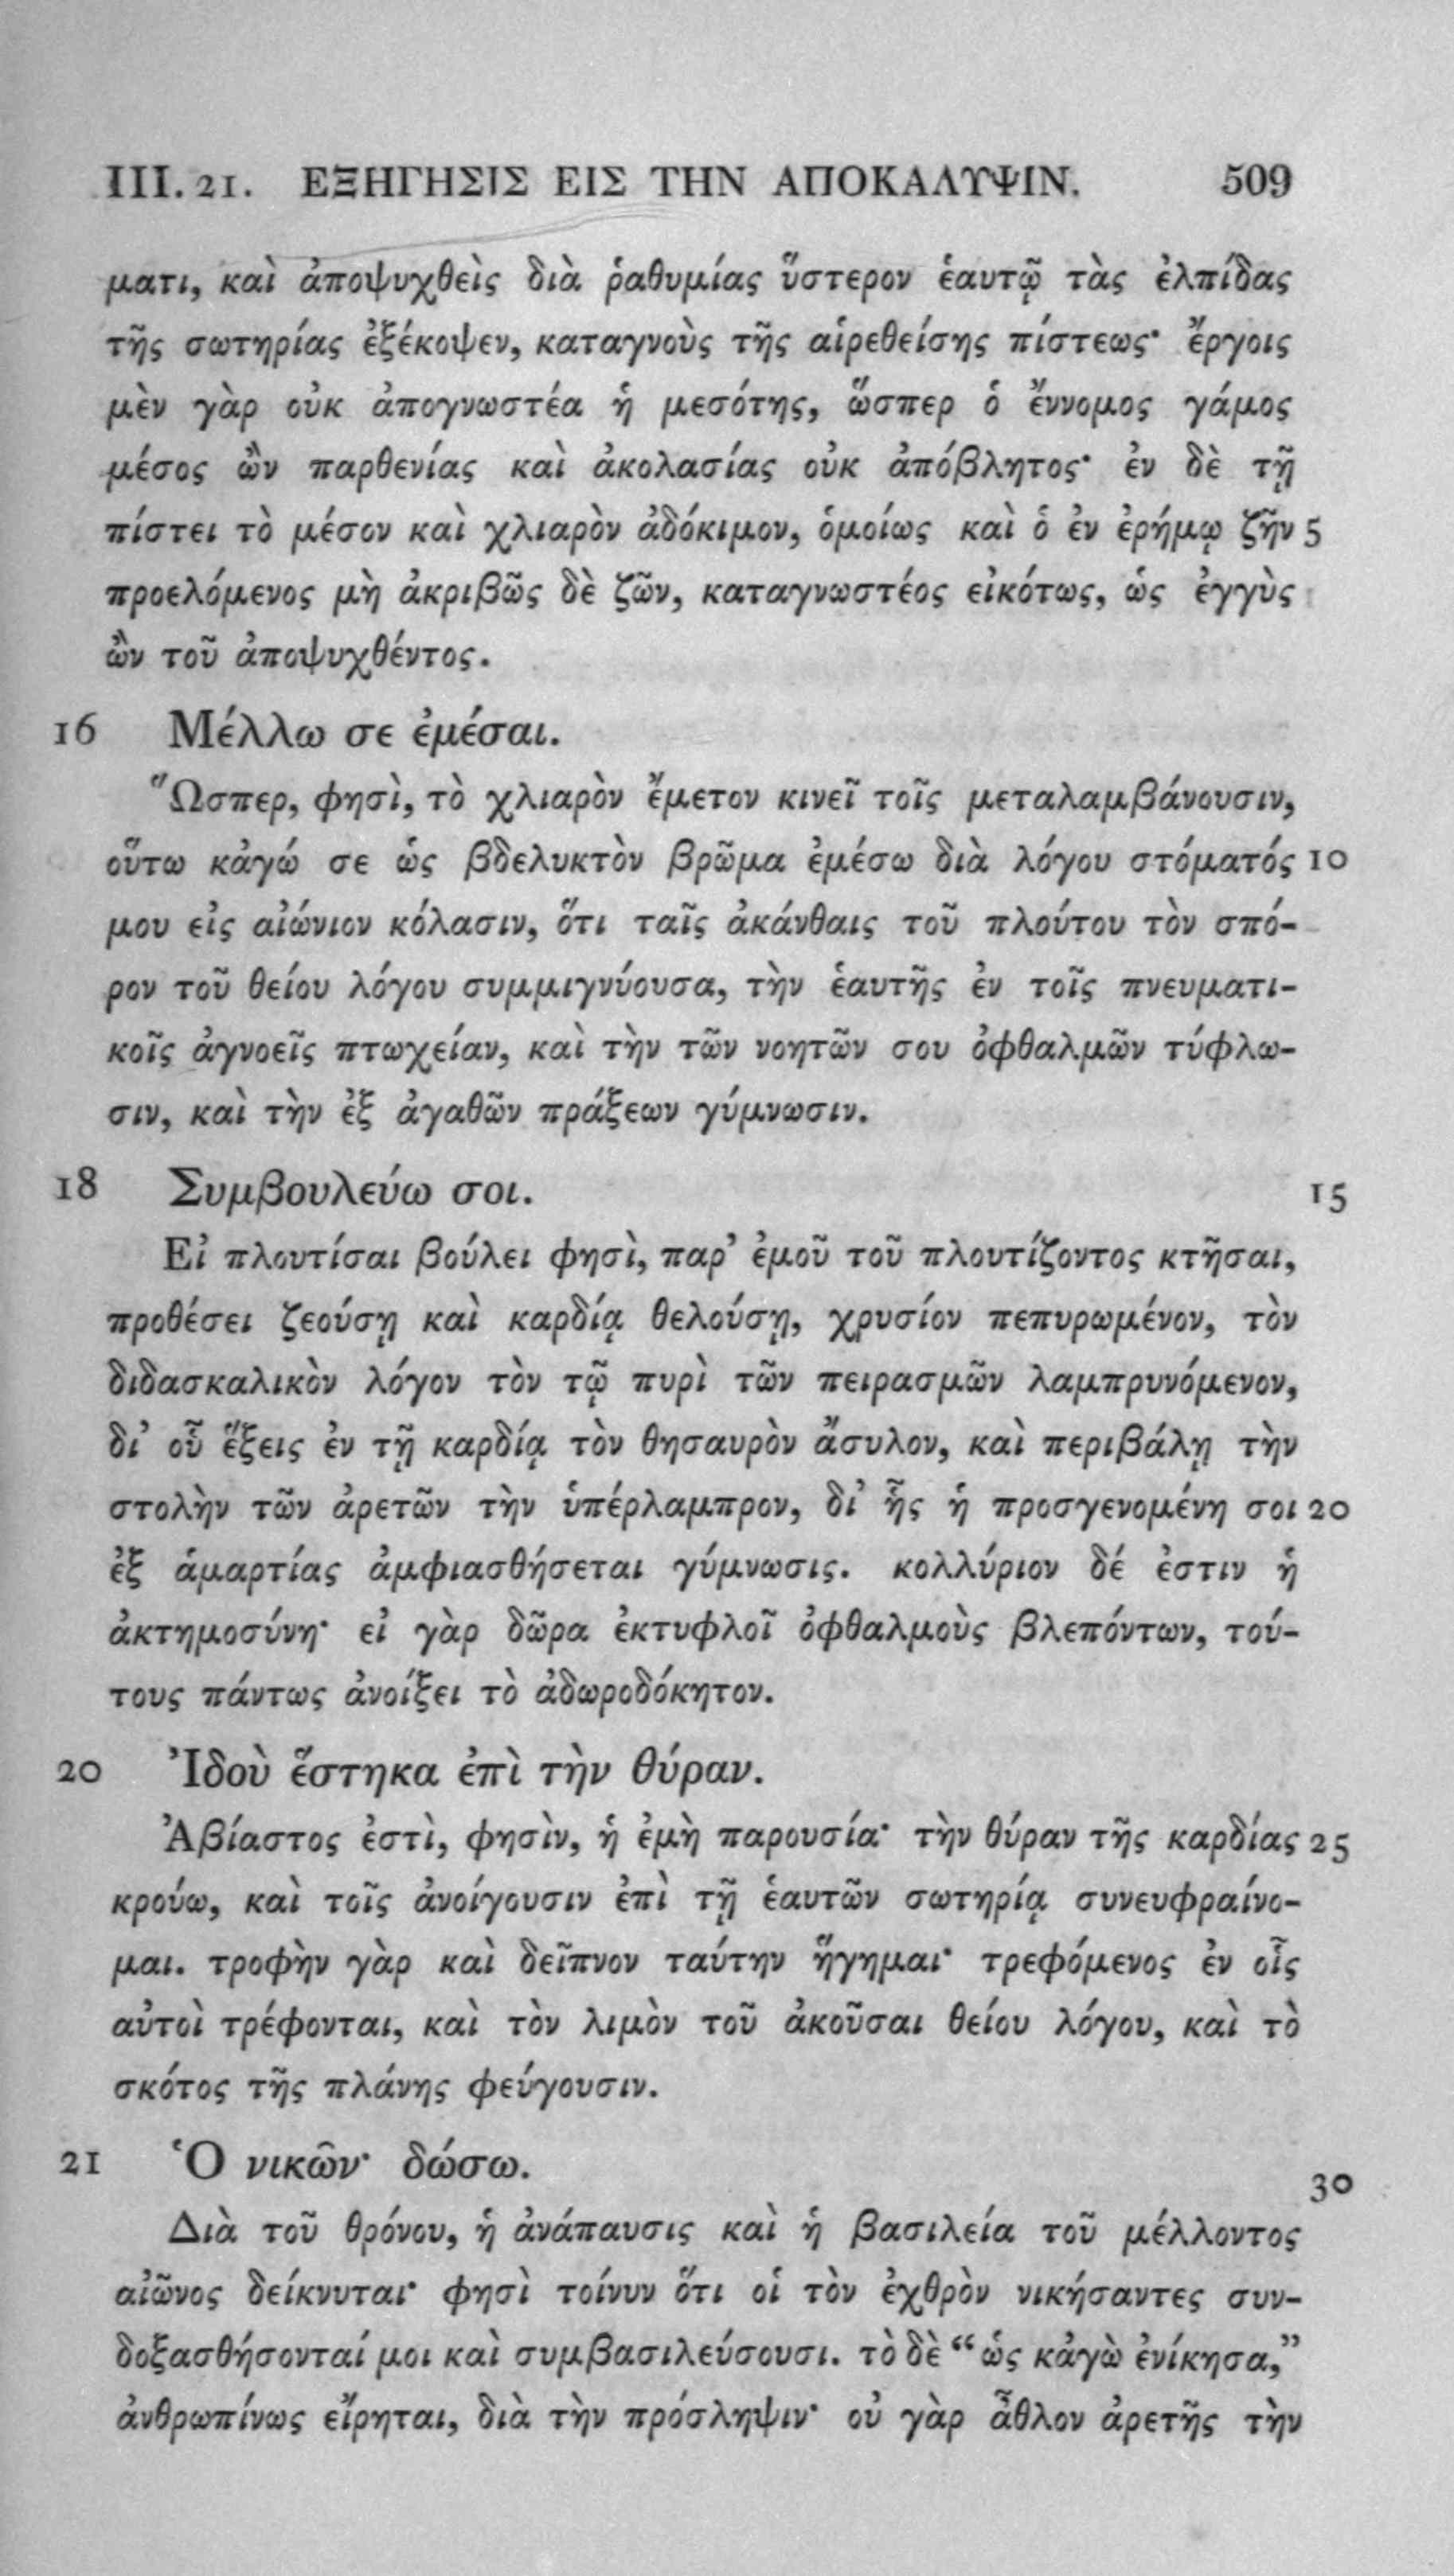 III. 21. ΕΞΗΓΗΣΙΣ ΕΙΣ ΤΗΝ ΑΠΟΚΑΛΥΨΙΝ. 509
ματι, καὶ ἀποψυχθεὶς διὰ ῥαθυμίας ὕστερον ἑαυτῷ τὰς ἐλπίδας
τῆς σωτηρίας ἐξέκοψεν, καταγνοὺς τῆς αἱρεθείσης πίστεως· ἔργοις
μὲν γὰρ οὐκ ἀπογνωστέα ἡ μεσότης, ὥσπερ ὁ ἔννομος γάμος
μέσος ὢν παρθενίας καὶ ἀκολασίας οὐκ ἀπόβλητος· ἐν δὲ τῇ
πίστει τὸ μέσον καὶ χλιαρὸν ἀδόκιμον, ὁμοίως καὶ ὁ ἐν ἐρήμῳ ζῆν 5
προελόμενος μὴ ἀκριβῶς δὲ ζῶν, καταγνωστέος εἰκότως, ὡς ἐγγὺς
ὢν τοῦ ἀποψυχθέντος.
16 Μέλλω σε ἐμέσαι.
Ὥσπερ, φησὶ, τὸ χλιαρὸν ἔμετον κινεῖ τοῖς μεταλαμβάνουσιν,
οὕτω κἀγώ σε ὡς βδελυκτὸν βρῶμα ἐμέσω διὰ λόγου στόματός 10
μου εἰς αἰώνιον κόλασιν, ὅτι ταῖς ἀκάνθαις τοῦ πλούτου τὸν σπό-
ρον τοῦ θείου λόγου συμμιγνύουσα, τὴν ἑαυτῆς ἐν τοῖς πνευματι-
κοῖς ἀγνοεῖς πτωχείαν, καὶ τὴν τῶν νοητῶν σου ὀφθαλμῶν τύφλω-
σιν, καὶ τὴν ἐξ ἀγαθῶν πράξεων γύμνωσιν.
18 Συμβουλεύω σοι. 15
Εἰ πλουτίσαι βούλει φησὶ, παρ’ ἐμοῦ τοῦ πλουτίζοντος κτῆσαι,
προθέσει ζεούσῃ καὶ καρδίᾳ θελούσῃ, χρυσίον πεπυρωμένον, τὸν
διδασκαλικὸν λόγον τὸν τῷ πυρὶ τῶν πειρασμῶν λαμπρυνόμενον,
δι’ οὗ ἕξεις ἐν τῇ καρδίᾳ τὸν θησαυρὸν ἄσυλον, καὶ περιβάλῃ τὴν
στολὴν τῶν ἀρετῶν τὴν ὑπέρλαμπρον, δι’ ἧς ἡ προσγενομένη σοι 20
ἐξ ἁμαρτίας ἀμφιασθήσεται γύμνωσις. κολλύριον δέ ἐστιν ἡ
ἀκτημοσύνη· εἰ γὰρ δῶρα ἐκτυφλοῖ ὀφθαλμοὺς βλεπόντων, τού-
τους πάντως ἀνοίξει τὸ ἀδωροδόκητον.
20 Ἰδοὺ ἕστηκα ἐπὶ τὴν θύραν.
Ἀβίαστος ἐστὶ, φησὶν, ἡ ἐμὴ παρουσία· τὴν θύραν τῆς καρδίας 25
κρούω, καὶ τοῖς ἀνοίγουσιν ἐπὶ τῇ ἑαυτῶν σωτηρίᾳ συνευφραίνο-
μαι. τροφὴν γὰρ καὶ δεῖπνον ταύτην ἥγημαι· τρεφόμενος ἐν οἷς
αὐτοὶ τρέφονται, καὶ τὸν λιμὸν τοῦ ἀκοῦσαι θείου λόγου, καὶ τὸ
σκότος τῆς πλάνης φεύγουσιν.
21 Ὁ νικῶν· δώσω. 30
Διὰ τοῦ θρόνου, ἡ ἀνάπαυσις καὶ ἡ βασιλεία τοῦ μέλλοντος
αἰῶνος δείκνυται· φησὶ τοίνυν ὅτι οἱ τὸν ἐχθρὸν νικήσαντες συν-
δοξασθήσονταί μοι καὶ συμβασιλεύσουσι. τὸ δὲ “ὡς κἀγὼ ἐνίκησα,”
ἀνθρωπίνως εἴρηται, διὰ τὴν πρόσληψιν· οὐ γὰρ ἆθλον ἀρετῆς τὴν